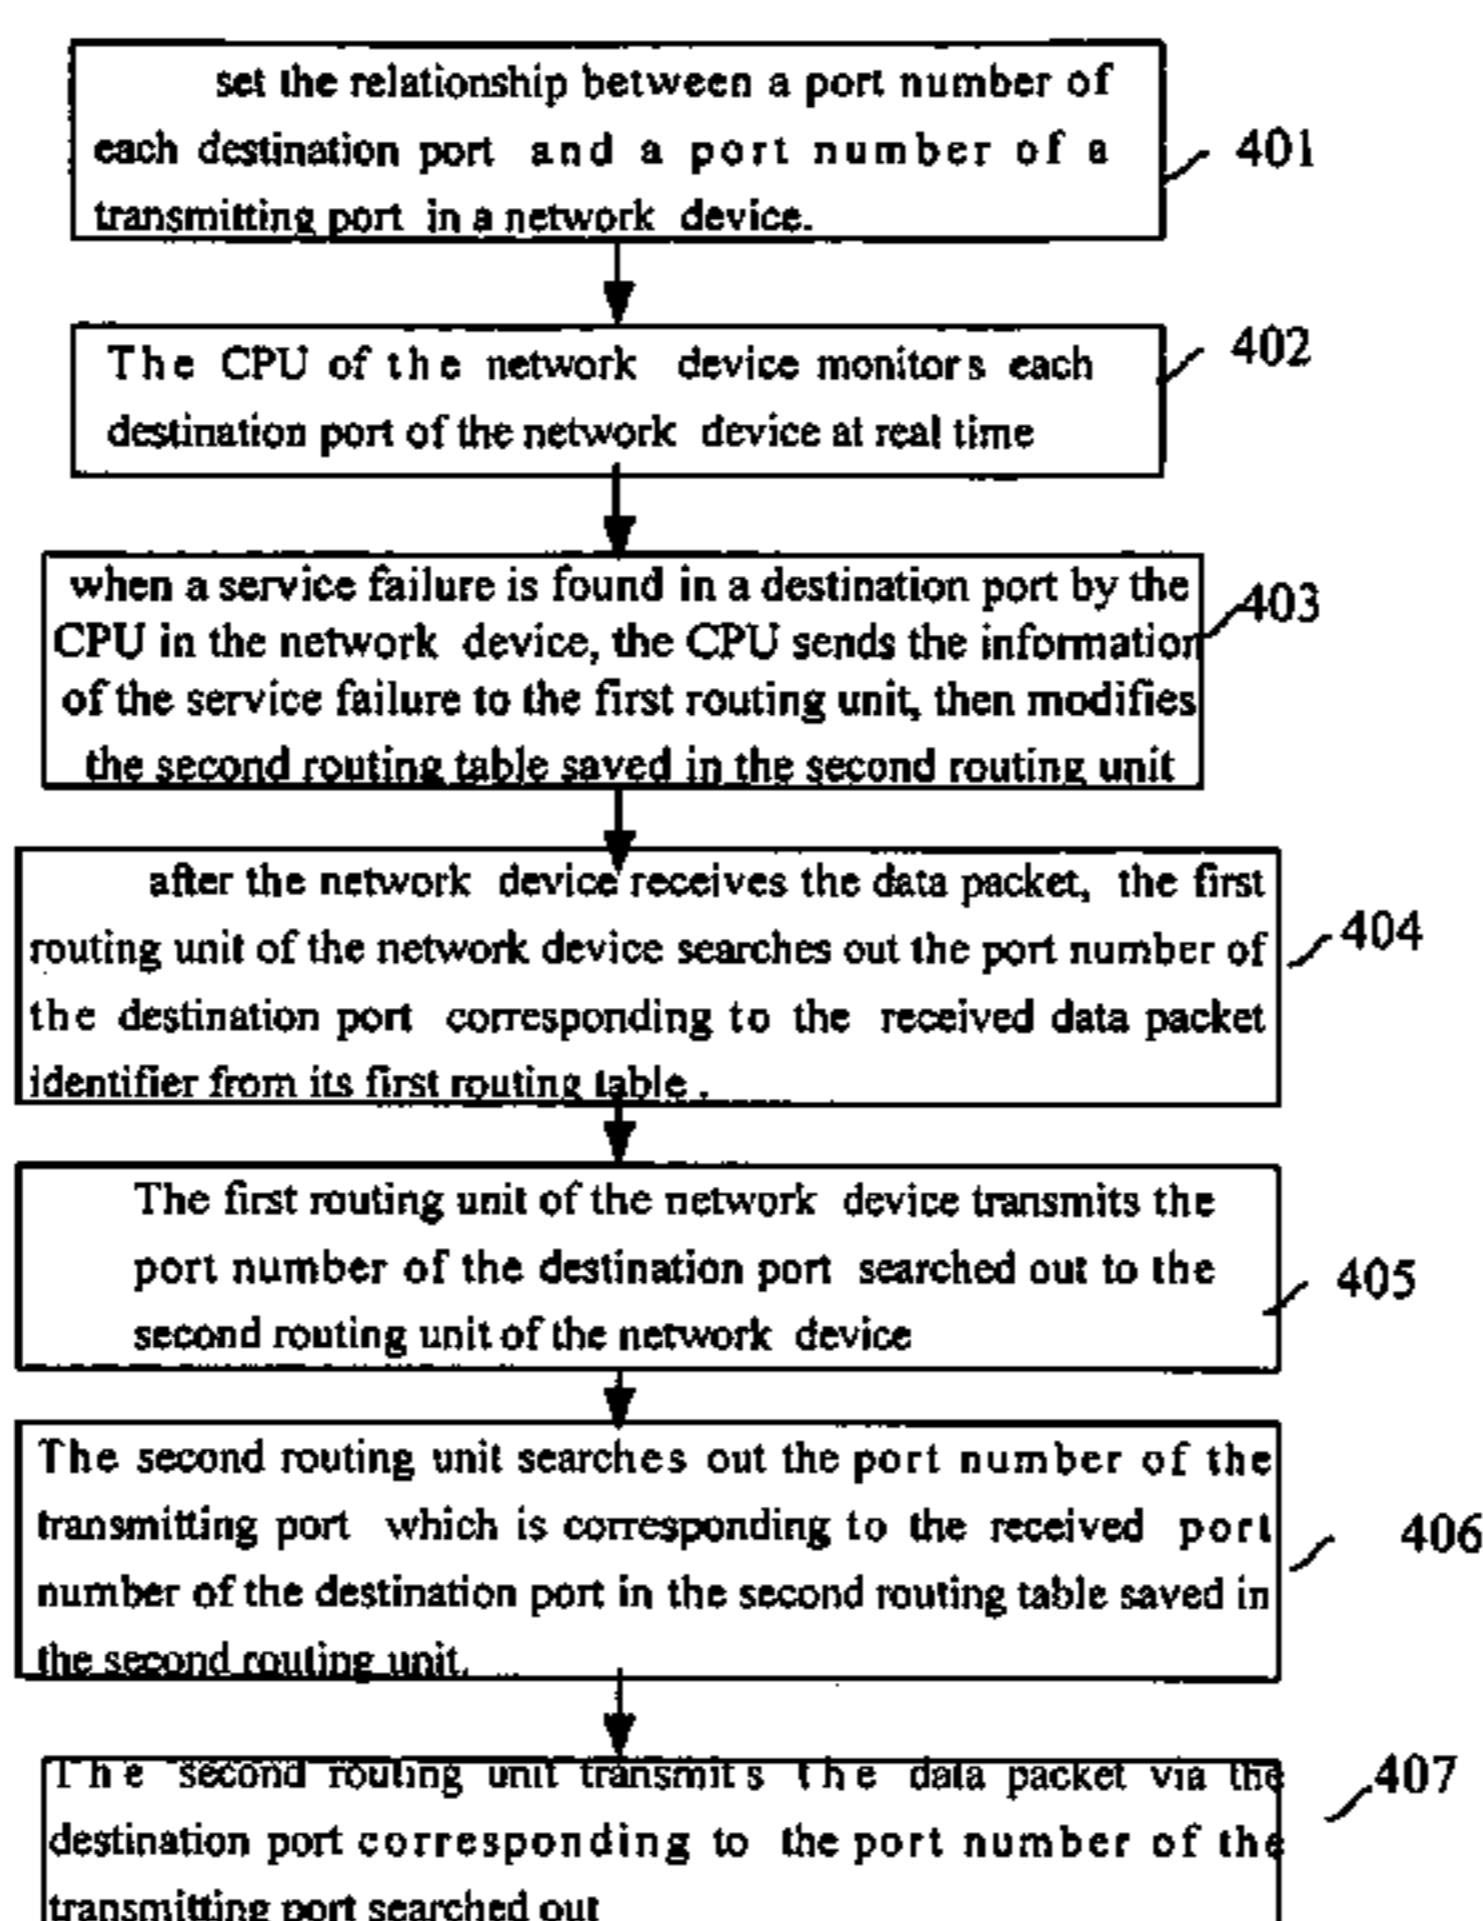 set the relationship between a port number of
each destination port and a port number of a
transmitting port in a network device.
401
The CPU of the network device monitors each
destination port of the network device at real time
402
when a service failure is found in a destination port by the
CPU in the network device, the CPU sends the information
of the service failure to the first routing unit, then modifies
the second routing table saved in the second routing unit
403
after the network device receives the data packet, the first
routing unit of the network device searches out the port number of
the destination port corresponding to the received data packet
identifier from its first routing table .
404
The first routing unit of the network device transmits the
port number of the destination port searched out to the
second routing unit of the network device
405
The second routing unit searches out the port number of the
transmitting port which is corresponding to the received port
number of the destination port in the second routing table saved in
the second routing unit.
406
The second routing unit transmits the data packet via the
destination port corresponding to the port number of the
transmitting port searched out
407